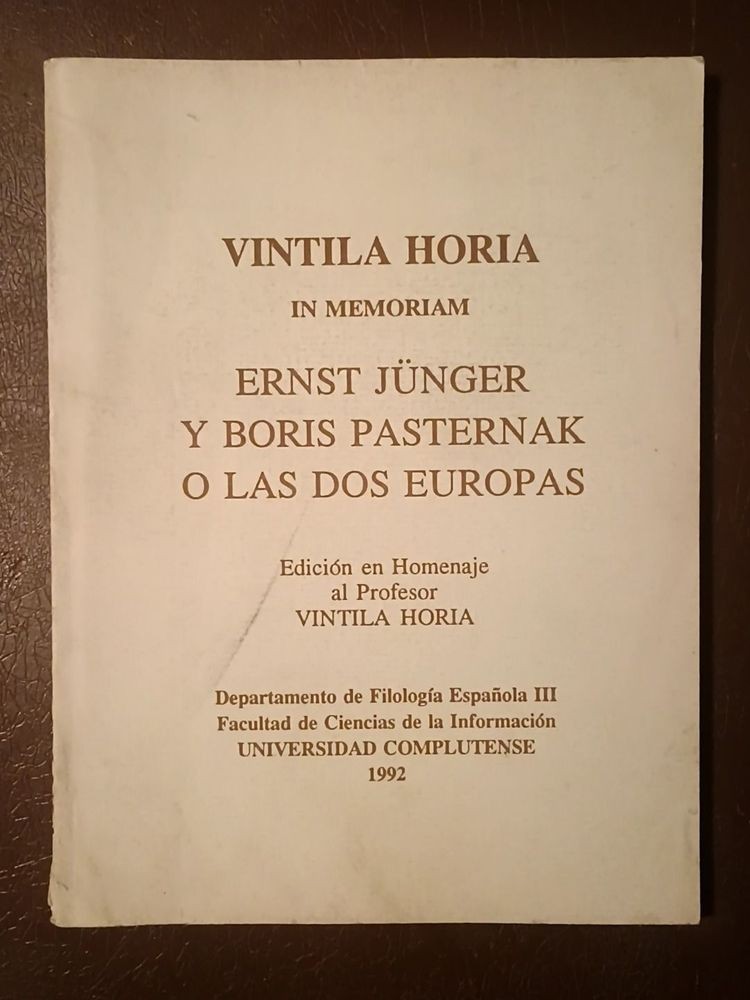 VINTILA HORIA
IN MEMORIAM
ERNST JÜNGER
Y BORIS PASTERNAK
O LAS DOS EUROPAS
Edición en Homenaje
al Profesor
VINTILA HORIA
Departamento de Filología Española III
Facultad de Ciencias de la Información
UNIVERSIDAD COMPLUTENSE
1992